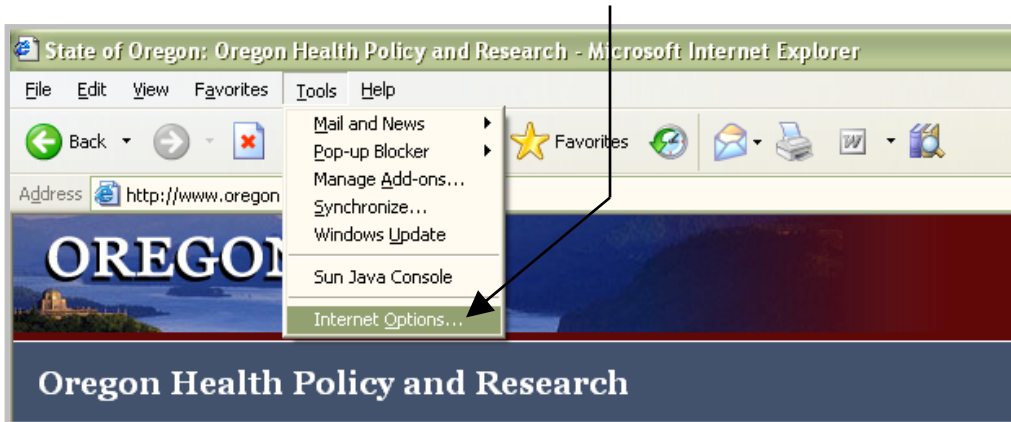 State of Oregon: Oregon Health Policy and Research - Microsoft Internet Explorer
File Edit View Favorites Tools Help
Mail and News
Back Favorites W
Pop-up Blocker
Manage Add-ons...
Address http://www.oregon
Synchronize...
Windows Update
OREGON
Sun Java Console
Internet Options...
Oregon Health Policy and Research